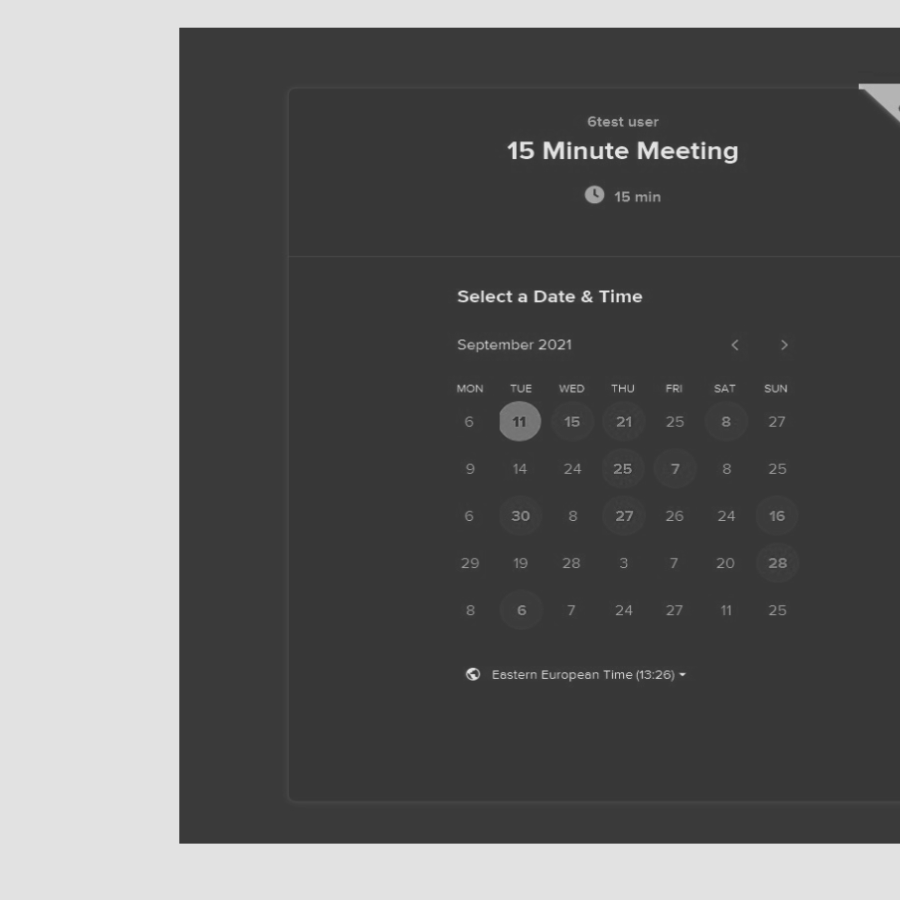 6test user
15 Minute Meeting
15 min
Select a Date & Time
September 2021
MON TUE WED THU FRI SAT SUN
6 11 15 21 25 8 27
9 14 24 25 7 8 25
6 30 8 27 26 24 16
29 19 28 3 7 20 28
8 6 7 24 27 11 25
Eastern European Time (13:26)